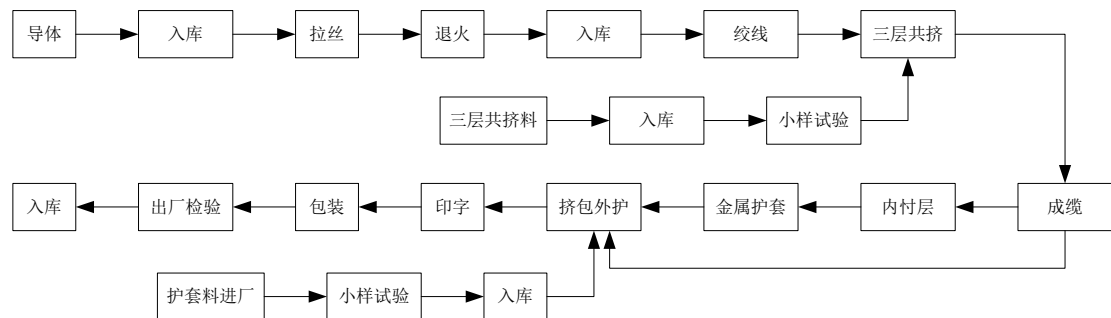 导体
入库
拉丝
退火
入库
绞线
三层共挤
三层共挤料
入库
小样试验
入库
出厂检验
包装
印字
挤包外护
金属护套
内付层
成缆
护套料进厂
小样试验
入库